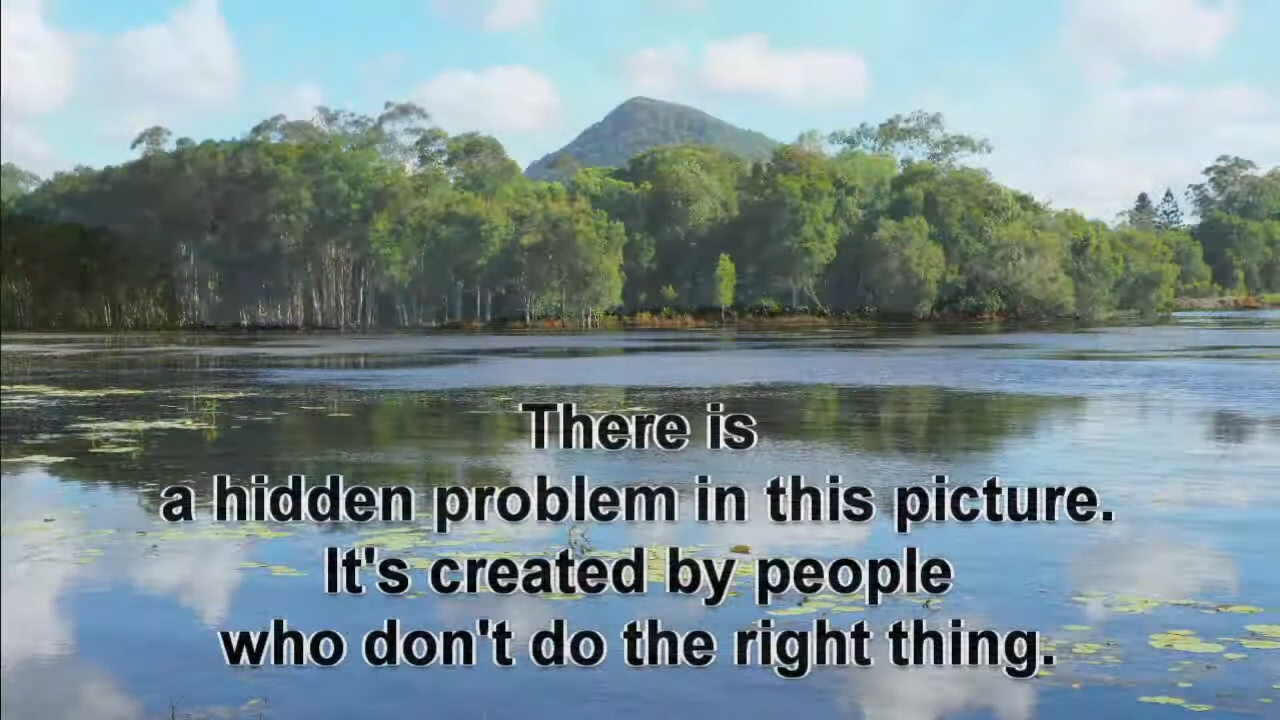 There is
a hidden problem in this picture.
It's created by people
who don't do the right thing.